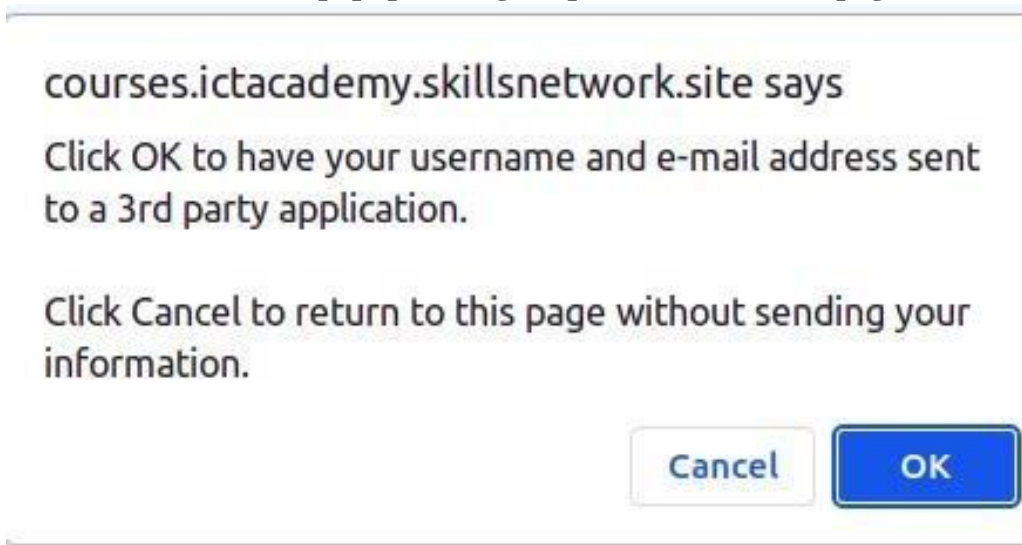 courses.ictacademy.skillsnetwork.site says
Click OK to have your username and e-mail address sent
to a 3rd party application.
Click Cancel to return to this page without sending your
information.
Cancel
OK